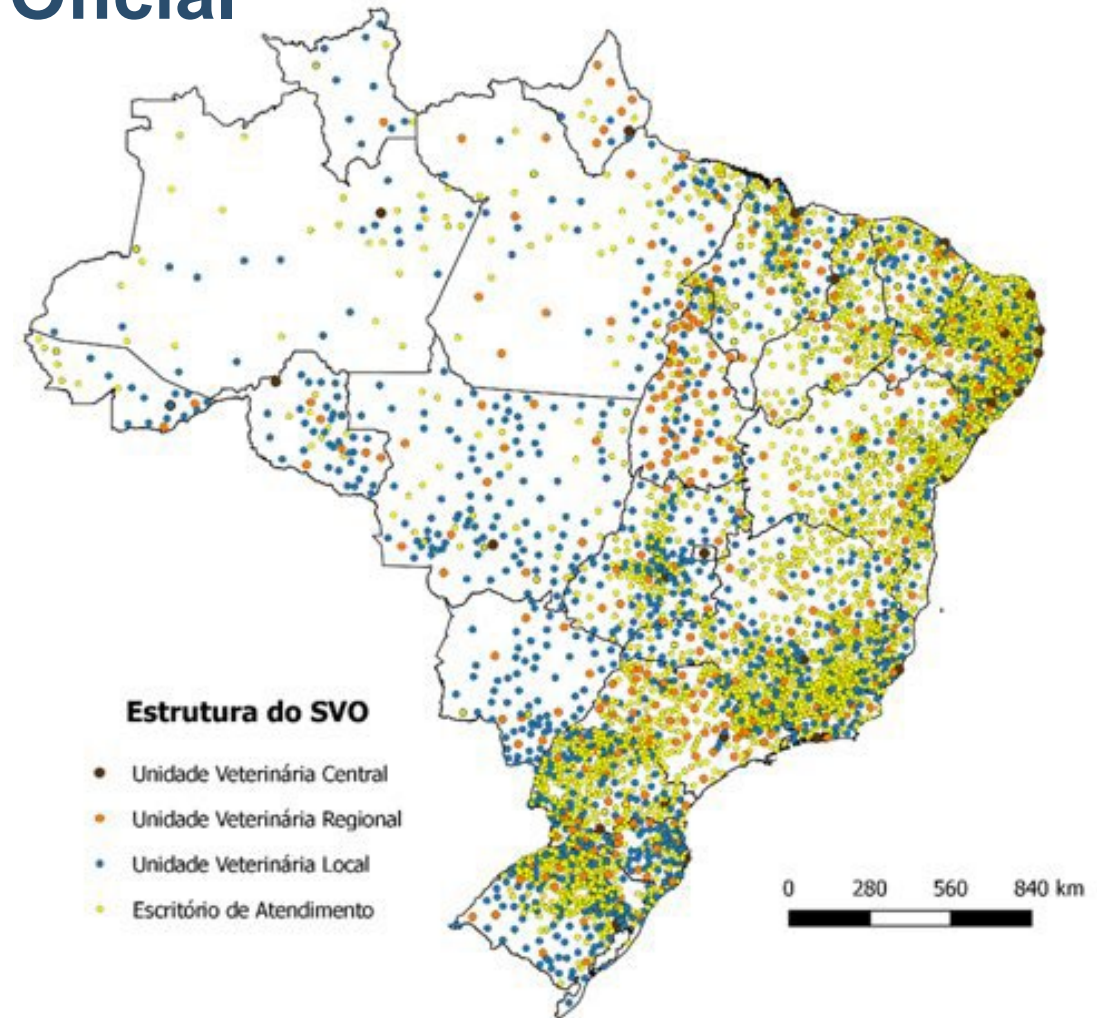 Oficial
Estrutura do SVO
Unidade Veterinária Central
Unidade Veterinária Regional
Unidade Veterinária Local
Escritório de Atendimento
0 280 560 840 km